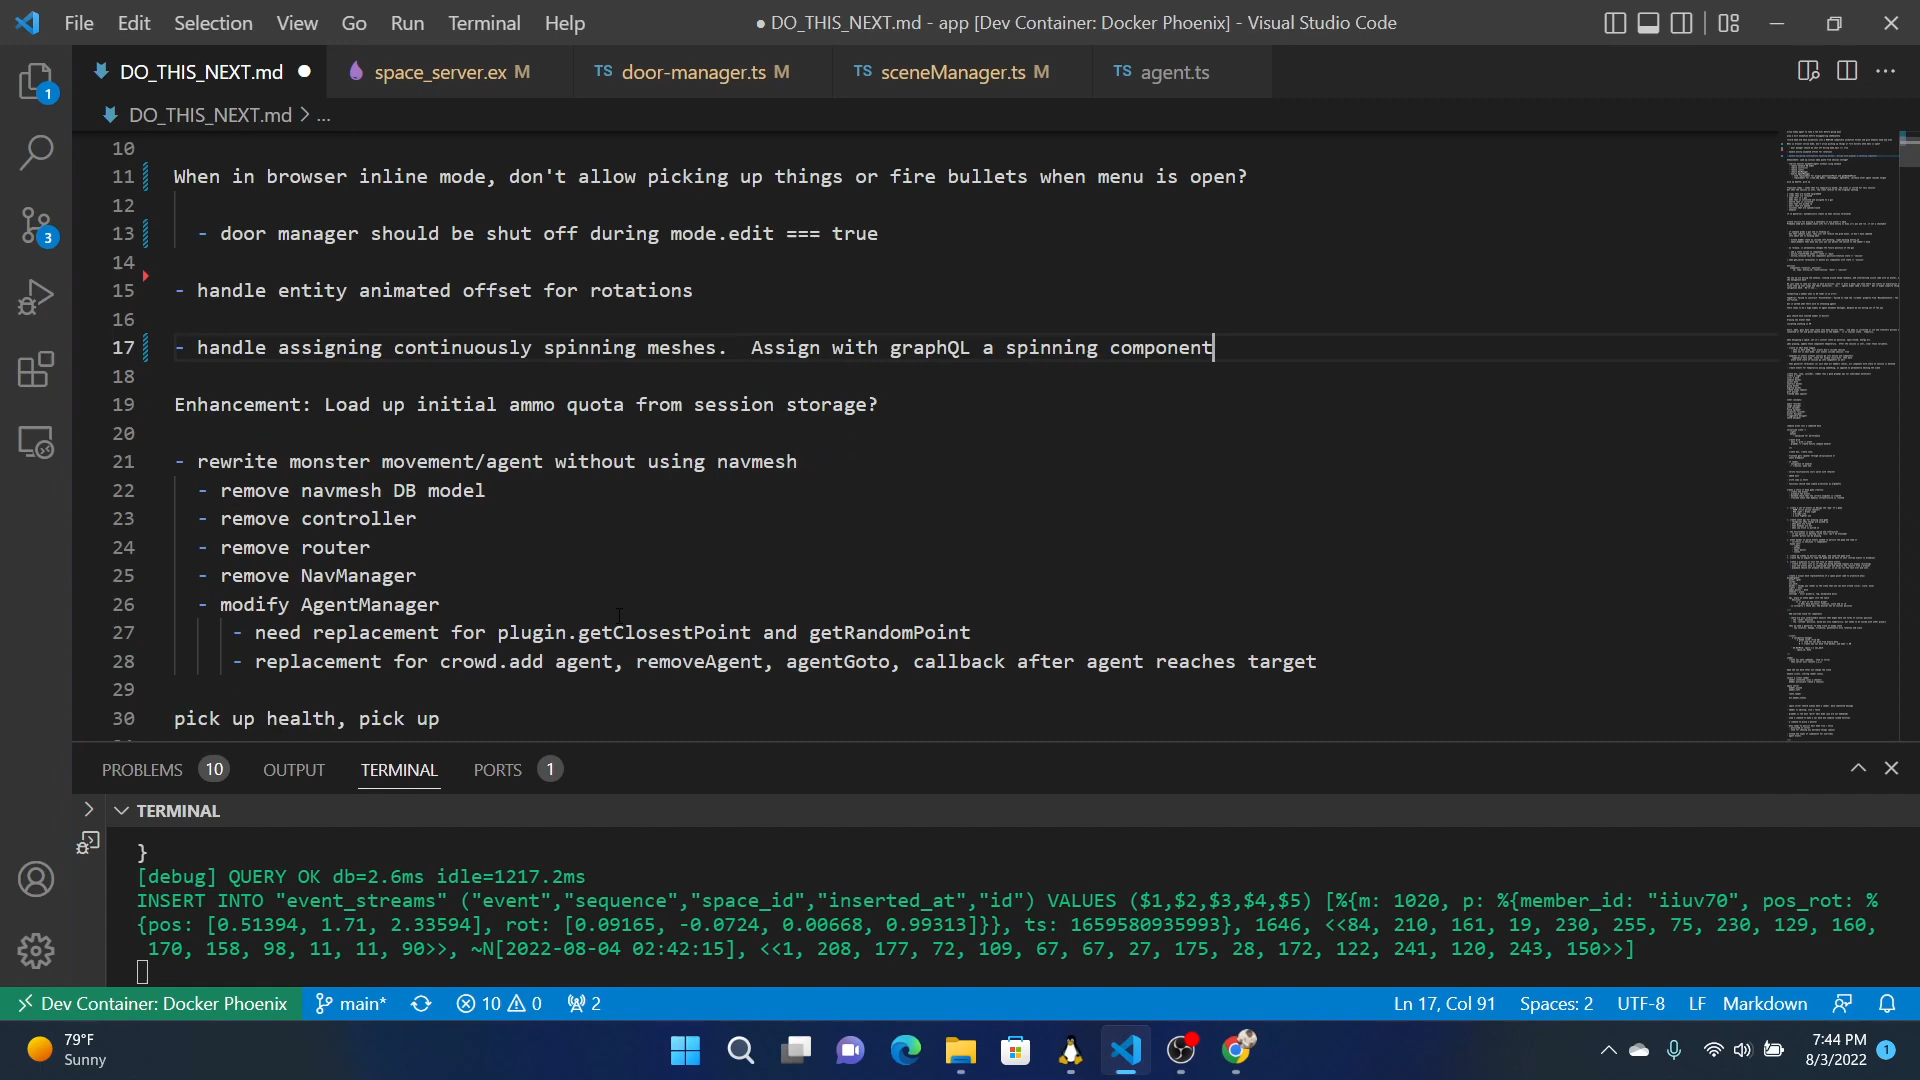 File Edit Selection View Go Run Terminal Help
● DO_THIS_NEXT.md - app [Dev Container: Docker Phoenix] - Visual Studio Code
DO_THIS_NEXT.md
space_server.ex M
TS door-manager.ts M
TS sceneManager.ts M
TS agent.ts
1
DO_THIS_NEXT.md > ...
10
11 When in browser inline mode, don't allow picking up things or fire bullets when menu is open?
12
13 - door manager should be shut off during mode.edit === true
14
15 - handle entity animated offset for rotations
16
17 - handle assigning continuously spinning meshes.  Assign with graphQL a spinning component
18
19 Enhancement: Load up initial ammo quota from session storage?
20
21 - rewrite monster movement/agent without using navmesh
22 - remove navmesh DB model
23 - remove controller
24 - remove router
25 - remove NavManager
26 - modify AgentManager
27 - need replacement for plugin.getClosestPoint and getRandomPoint
28 - replacement for crowd.add agent, removeAgent, agentGoto, callback after agent reaches target
29
30 pick up health, pick up
3
PROBLEMS 10 OUTPUT TERMINAL PORTS 1
TERMINAL
}
[debug] QUERY OK db=2.6ms idle=1217.2ms
INSERT INTO "event_streams" ("event","sequence","space_id","inserted_at","id") VALUES ($1,$2,$3,$4,$5) [%{m: 1020, p: %{member_id: "iiuv70", pos_rot: %
{pos: [0.51394, 1.71, 2.33594], rot: [0.09165, -0.0724, 0.00668, 0.99313]}}, ts: 1659580935993}, 1646, <<84, 210, 161, 19, 230, 255, 75, 230, 129, 160,
170, 158, 98, 11, 11, 90>>, ~N[2022-08-04 02:42:15], <<1, 208, 177, 72, 109, 67, 67, 27, 175, 28, 172, 122, 241, 120, 243, 150>>]
Dev Container: Docker Phoenix main* 10 0 2 Ln 17, Col 91 Spaces: 2 UTF-8 LF Markdown
79°F
Sunny
7:44 PM
8/3/2022
1